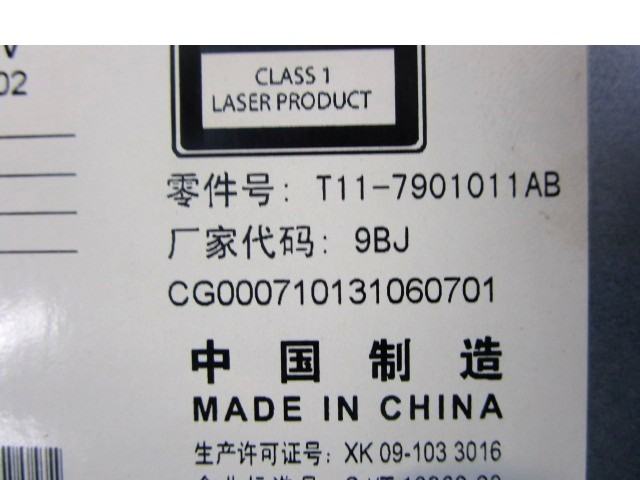 V
02
CLASS 1
LASER PRODUCT
零件号: T11-7901011AB
厂家代码: 9BJ
CG000710131060701
中国制造
MADE IN CHINA
生产许可证号: XK 09-103 3016